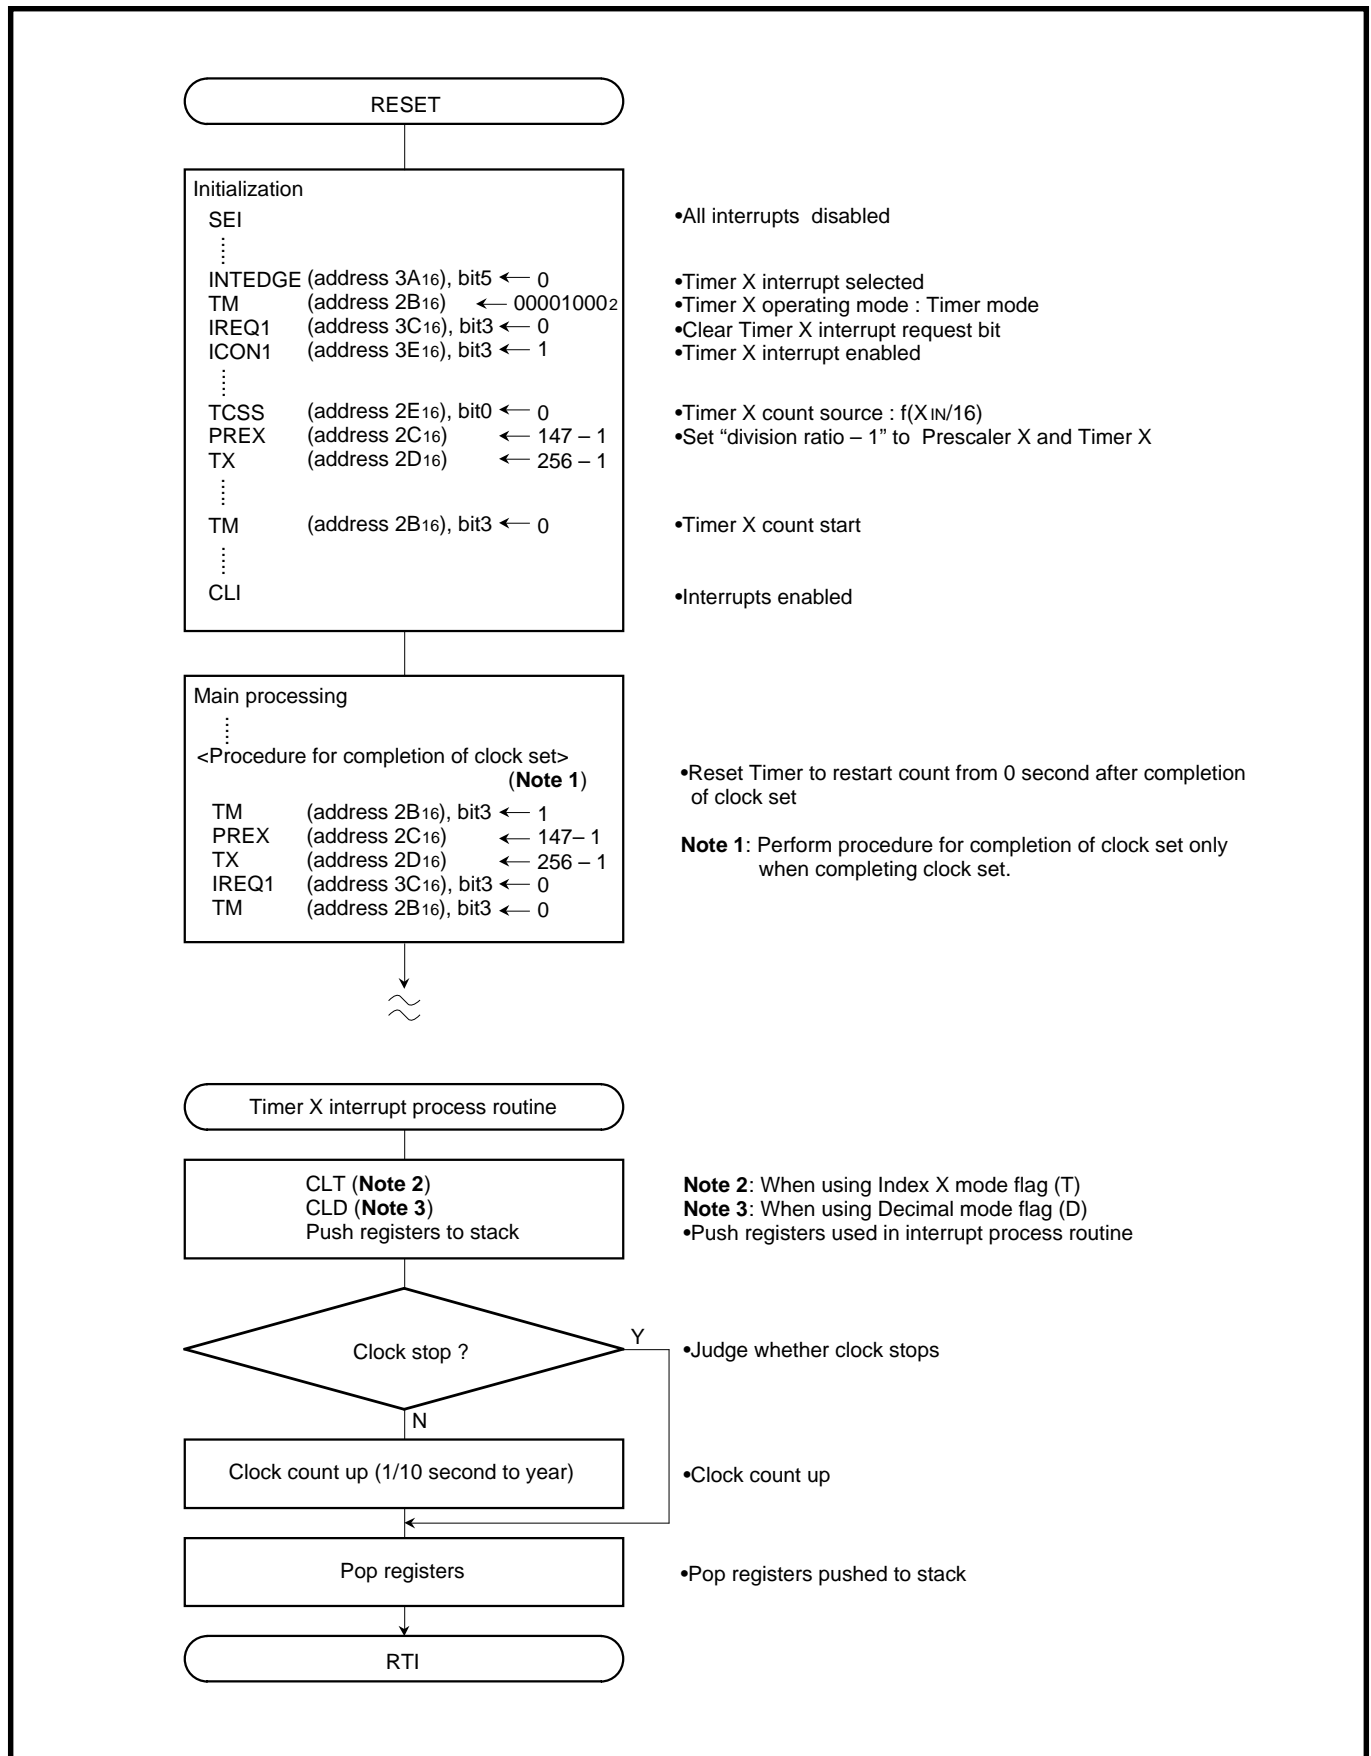 RESET
Initialization
SEI •All interrupts disabled
INTEDGE (address 3A16), bit5 ← 0 •Timer X interrupt selected
TM (address 2B16) ← 000010002 •Timer X operating mode : Timer mode
IREQ1 (address 3C16), bit3 ← 0 •Clear Timer X interrupt request bit
ICON1 (address 3E16), bit3 ← 1 •Timer X interrupt enabled
TCSS (address 2E16), bit0 ← 0 •Timer X count source : f(XIN/16)
PREX (address 2C16) ← 147 – 1 •Set “division ratio – 1” to Prescaler X and Timer X
TX (address 2D16) ← 256 – 1
TM (address 2B16), bit3 ← 0 •Timer X count start
CLI •Interrupts enabled
Main processing
<Procedure for completion of clock set>
(Note 1)
•Reset Timer to restart count from 0 second after completion
of clock set
TM (address 2B16), bit3 ← 1
PREX (address 2C16) ← 147– 1
TX (address 2D16) ← 256 – 1
IREQ1 (address 3C16), bit3 ← 0
TM (address 2B16), bit3 ← 0
Note 1: Perform procedure for completion of clock set only
when completing clock set.
Timer X interrupt process routine
CLT (Note 2) Note 2: When using Index X mode flag (T)
CLD (Note 3) Note 3: When using Decimal mode flag (D)
Push registers to stack •Push registers used in interrupt process routine
Y
Clock stop ? •Judge whether clock stops
N
Clock count up (1/10 second to year) •Clock count up
Pop registers •Pop registers pushed to stack
RTI